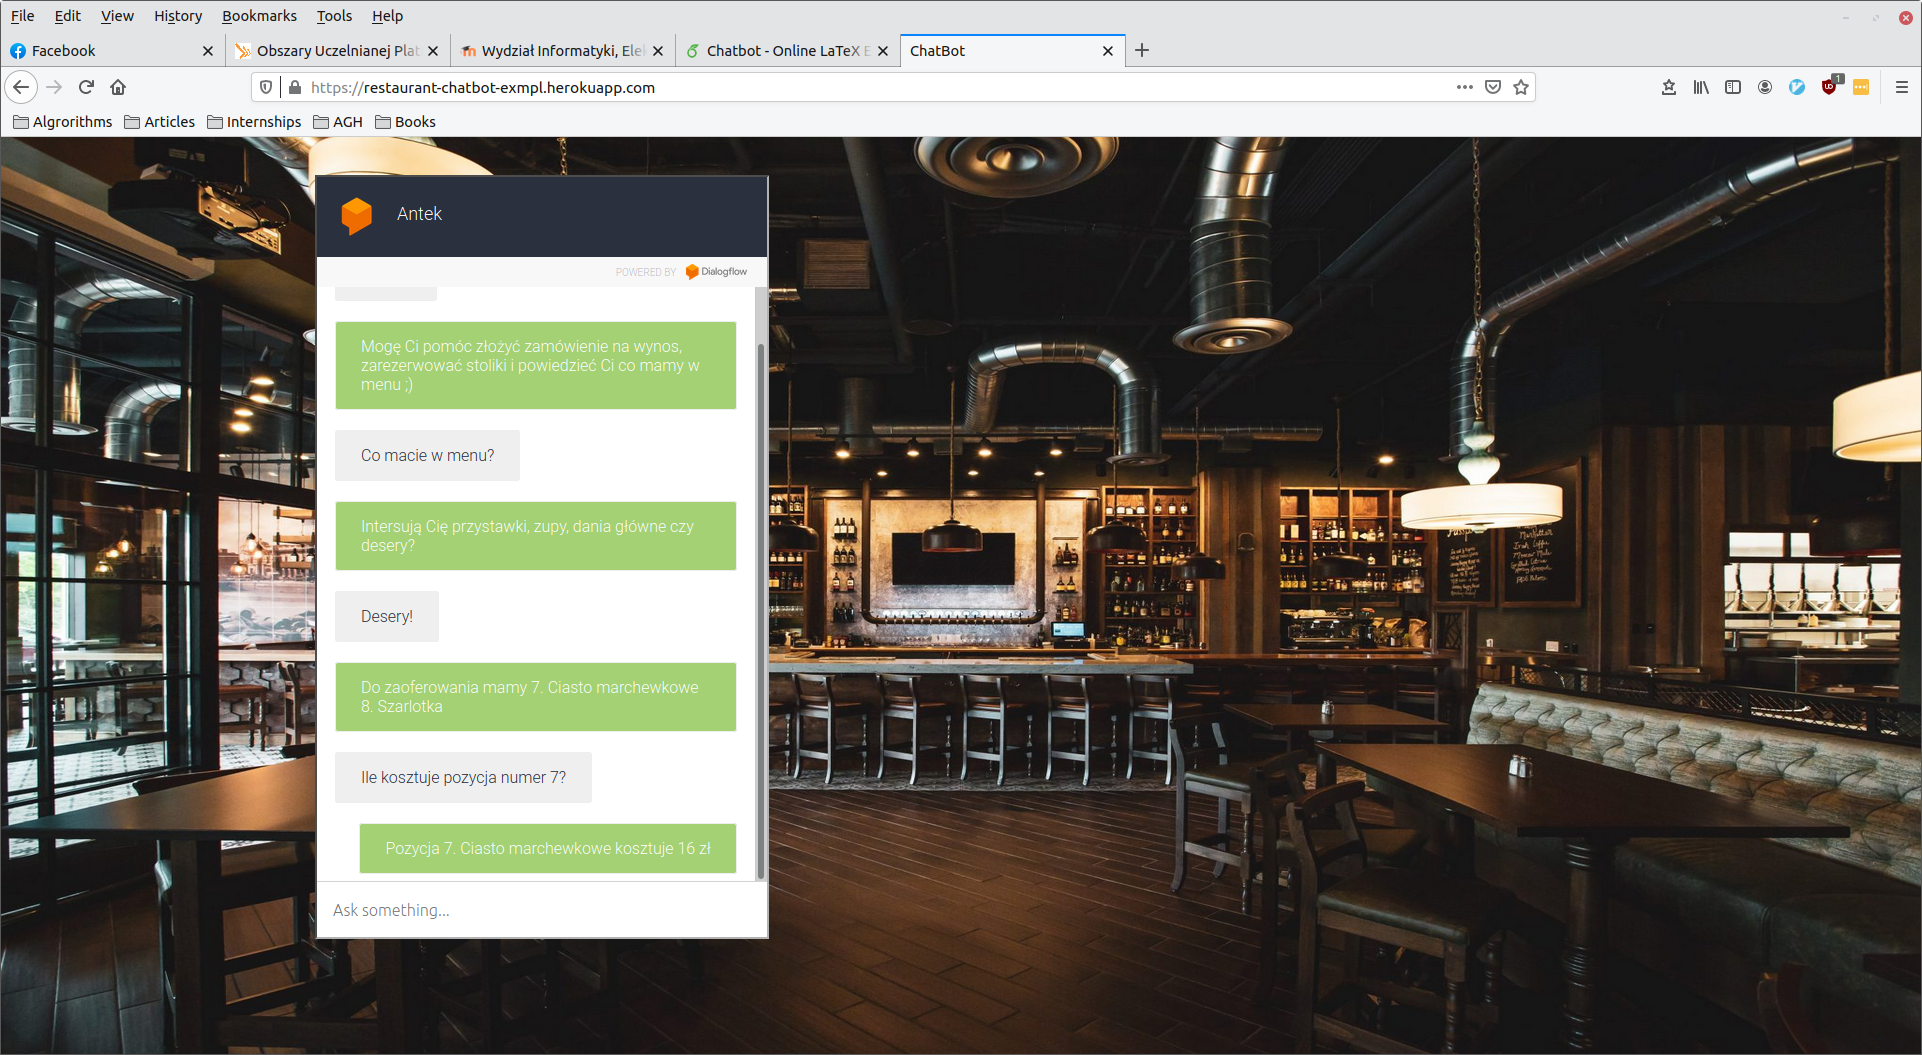 File Edit View History Bookmarks Tools Help
Facebook
Obszary Uczelnianej Plat
Wydział Informatyki, Ele
Chatbot - Online LaTeX E
ChatBot
https://restaurant-chatbot-exmpl.herokuapp.com
1
Algrorithms Articles Internships AGH Books
Antek
POWERED BY Dialogflow
Mogę Ci pomóc złożyć zamówienie na wynos,
zarezerwować stoliki i powiedzieć Ci co mamy w
menu ;)
Co macie w menu?
Intersują Cię przystawki, zupy, dania główne czy
desery?
Desery!
Do zaoferowania mamy 7. Ciasto marchewkowe
8. Szarlotka
Ile kosztuje pozycja numer 7?
Pozycja 7. Ciasto marchewkowe kosztuje 16 zł
Ask something...